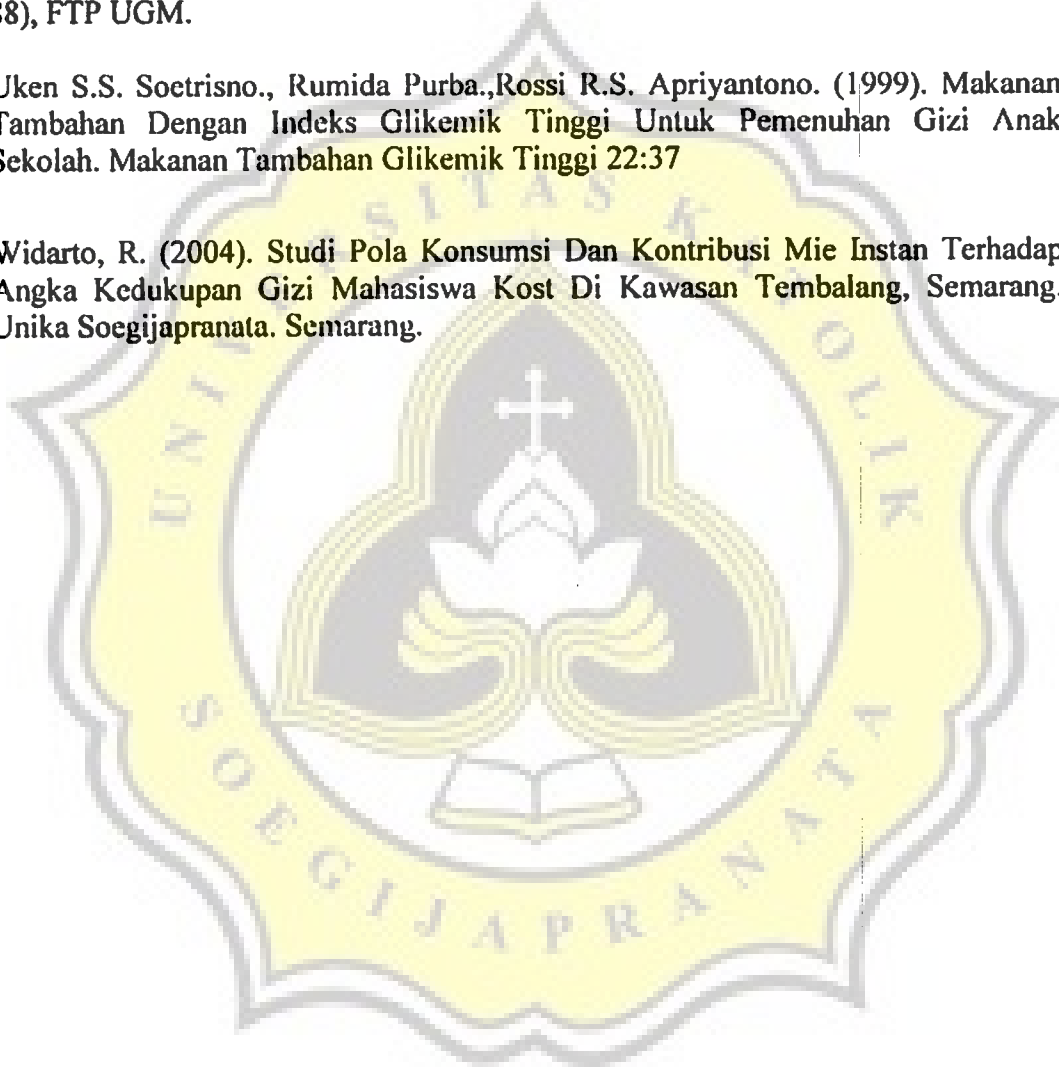 38), FTP UGM.
Uken S.S. Soetrisno., Rumida Purba.,Rossi R.S. Apriyantono. (1999). Makanan
Tambahan Dengan Indeks Glikemik Tinggi Untuk Pemenuhan Gizi Anak
Sekolah. Makanan Tambahan Glikemik Tinggi 22:37
Widarto, R. (2004). Studi Pola Konsumsi Dan Kontribusi Mie Instan Terhadap
Angka Kedukupan Gizi Mahasiswa Kost Di Kawasan Tembalang, Semarang.
Unika Soegijapranata. Semarang.
UNIVERSITAS KATOLIK
SOEGIJAPRANATA